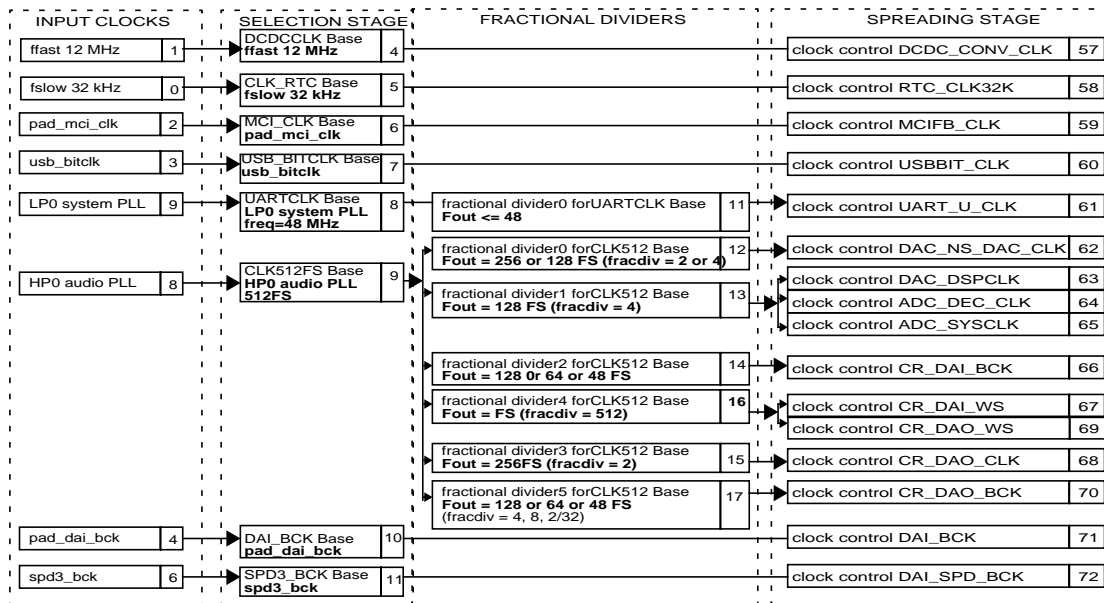 INPUT CLOCKS
SELECTION STAGE
FRACTIONAL DIVIDERS
SPREADING STAGE
ffast 12 MHz 1
DCDCCLK Base
ffast 12 MHz 4
clock control DCDC_CONV_CLK 57
fslow 32 kHz 0
CLK_RTC Base
fslow 32 kHz 5
clock control RTC_CLK32K 58
pad_mci_clk 2
MCI_CLK Base
pad_mci_clk 6
clock control MCIFB_CLK 59
usb_bitclk 3
USB_BITCLK Base
usb_bitclk 7
clock control USBBIT_CLK 60
LP0 system PLL 9
UARTCLK Base
LP0 system PLL
freq=48 MHz
8
fractional divider0 forUARTCLK Base
Fout <= 48
11
clock control UART_U_CLK 61
fractional divider0 forCLK512 Base
Fout = 256 or 128 FS (fracdiv = 2 or 4)
12
clock control DAC_NS_DAC_CLK 62
HP0 audio PLL 8
CLK512FS Base
HP0 audio PLL
512FS
9
fractional divider1 forCLK512 Base
Fout = 128 FS (fracdiv = 4)
13
clock control DAC_DSPCLK 63
clock control ADC_DEC_CLK 64
clock control ADC_SYSCLK 65
fractional divider2 forCLK512 Base
Fout = 128 0r 64 or 48 FS
14
clock control CR_DAI_BCK 66
fractional divider4 forCLK512 Base
Fout = FS (fracdiv = 512)
16
clock control CR_DAI_WS 67
clock control CR_DAO_WS 69
fractional divider3 forCLK512 Base
Fout = 256FS (fracdiv = 2)
15
clock control CR_DAO_CLK 68
fractional divider5 forCLK512 Base
Fout = 128 or 64 or 48 FS
(fracdiv = 4, 8, 2/32)
17
clock control CR_DAO_BCK 70
pad_dai_bck 4
DAI_BCK Base
pad_dai_bck
10
clock control DAI_BCK 71
spd3_bck 6
SPD3_BCK Base
spd3_bck
11
clock control DAI_SPD_BCK 72